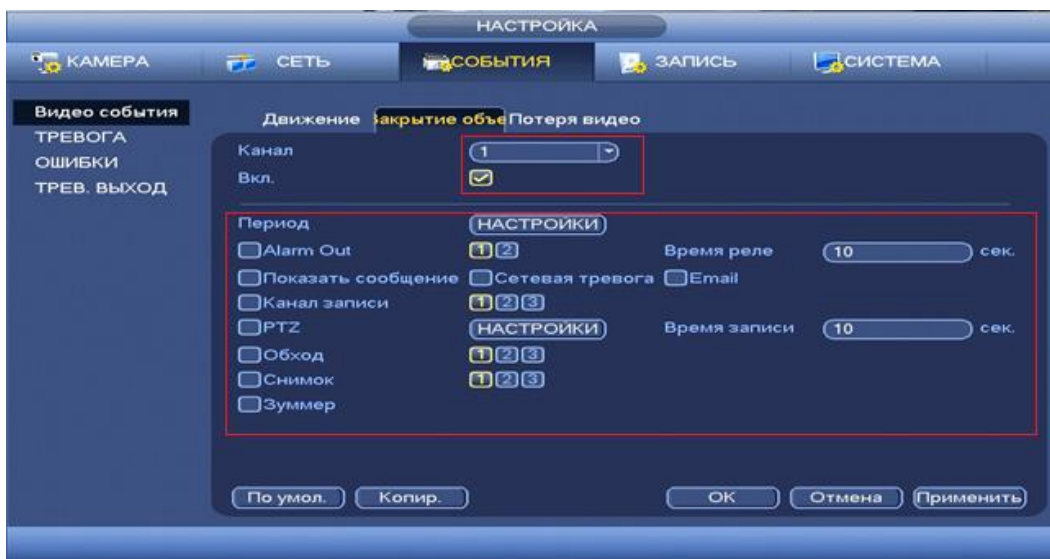 НАСТРОЙКА
КАМЕРА СЕТЬ СОБЫТИЯ ЗАПИСЬ СИСТЕМА
Видео события
ТРЕВОГА
ОШИБКИ
ТРЕВ. ВЫХОД
Движение Закрытие объе Потеря видео
Канал 1
Вкл.
Период НАСТРОЙКИ
Alarm Out 1 2 Время реле 10 сек.
Показать сообщение Сетевая тревога Email
Канал записи 1 2 3
PTZ НАСТРОЙКИ Время записи 10 сек.
Обход 1 2 3
Снимок 1 2 3
Зуммер
По умол. Копир. OK Отмена Применить